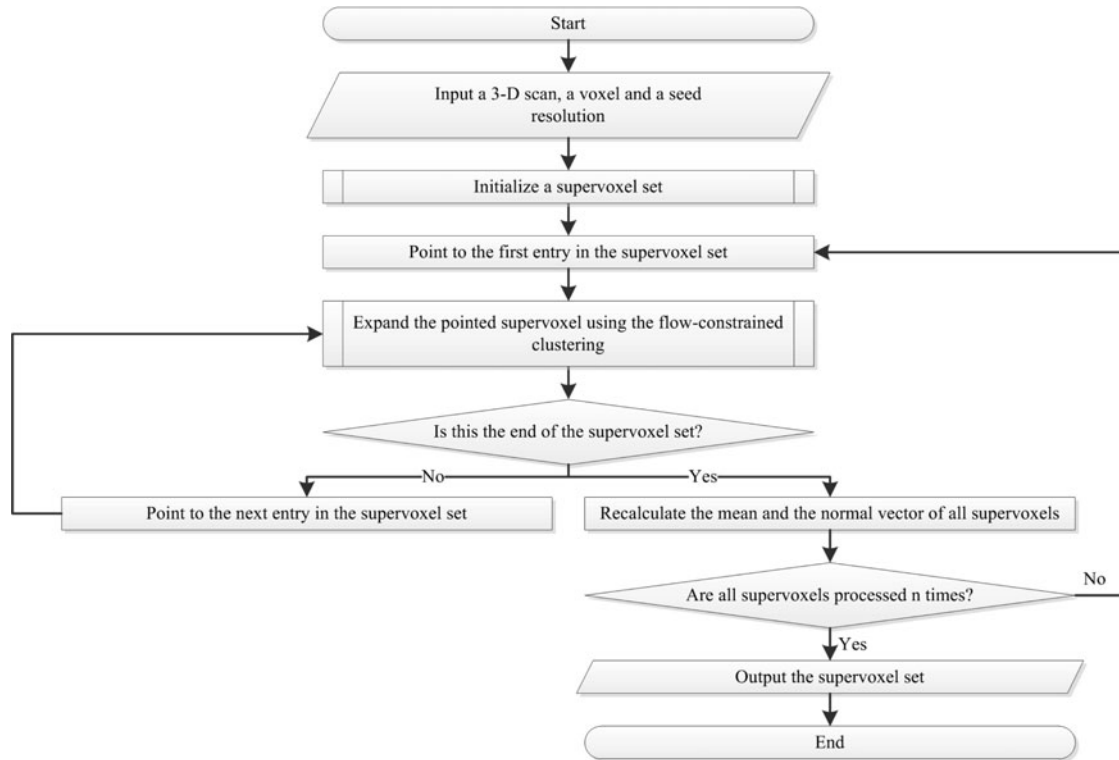 Start
Input a 3-D scan, a voxel and a seed
resolution
Initialize a supervoxel set
Point to the first entry in the supervoxel set
Expand the pointed supervoxel using the flow-constrained
clustering
Is this the end of the supervoxel set?
No
Yes
Point to the next entry in the supervoxel set
Recalculate the mean and the normal vector of all supervoxels
Are all supervoxels processed n times?
No
Yes
Output the supervoxel set
End